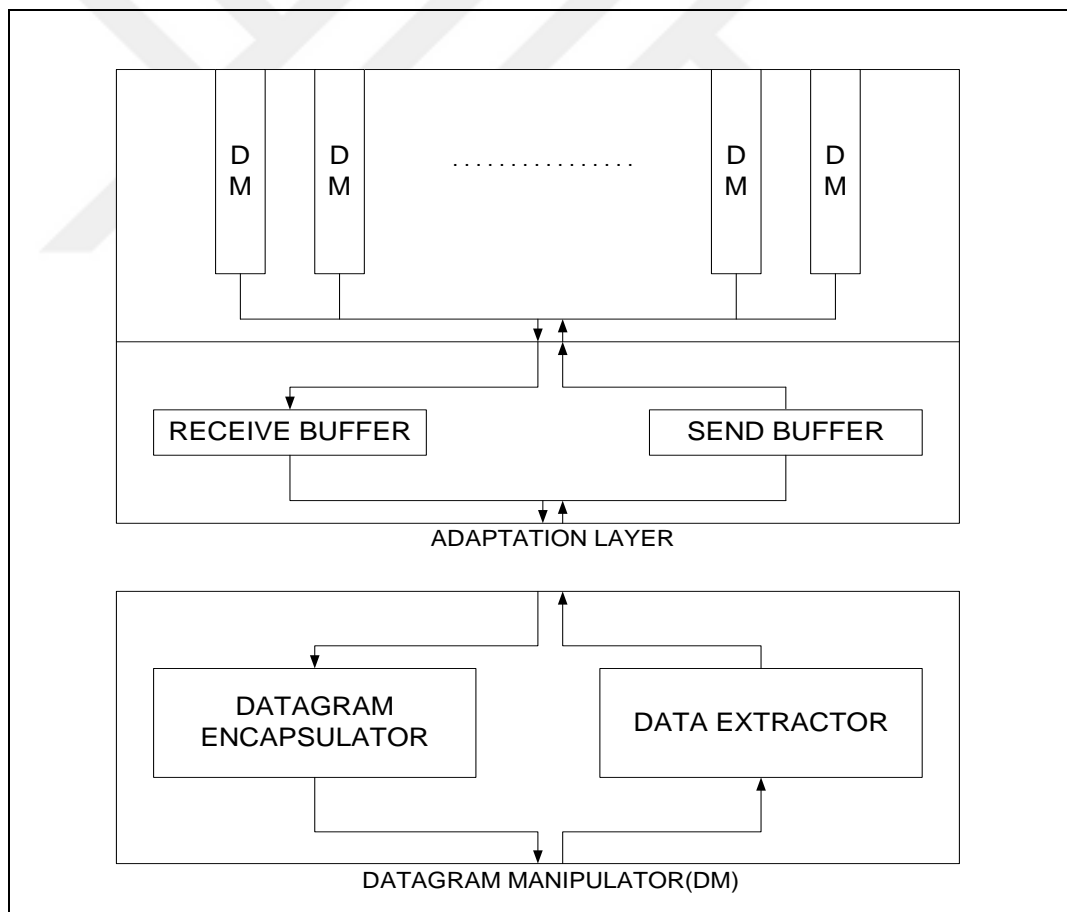 D
M
D
M
. . . . . . . . . . . . . . . .
D
M
D
M
RECEIVE BUFFER
SEND BUFFER
ADAPTATION LAYER
DATAGRAM
ENCAPSULATOR
DATA EXTRACTOR
DATAGRAM MANIPULATOR(DM)